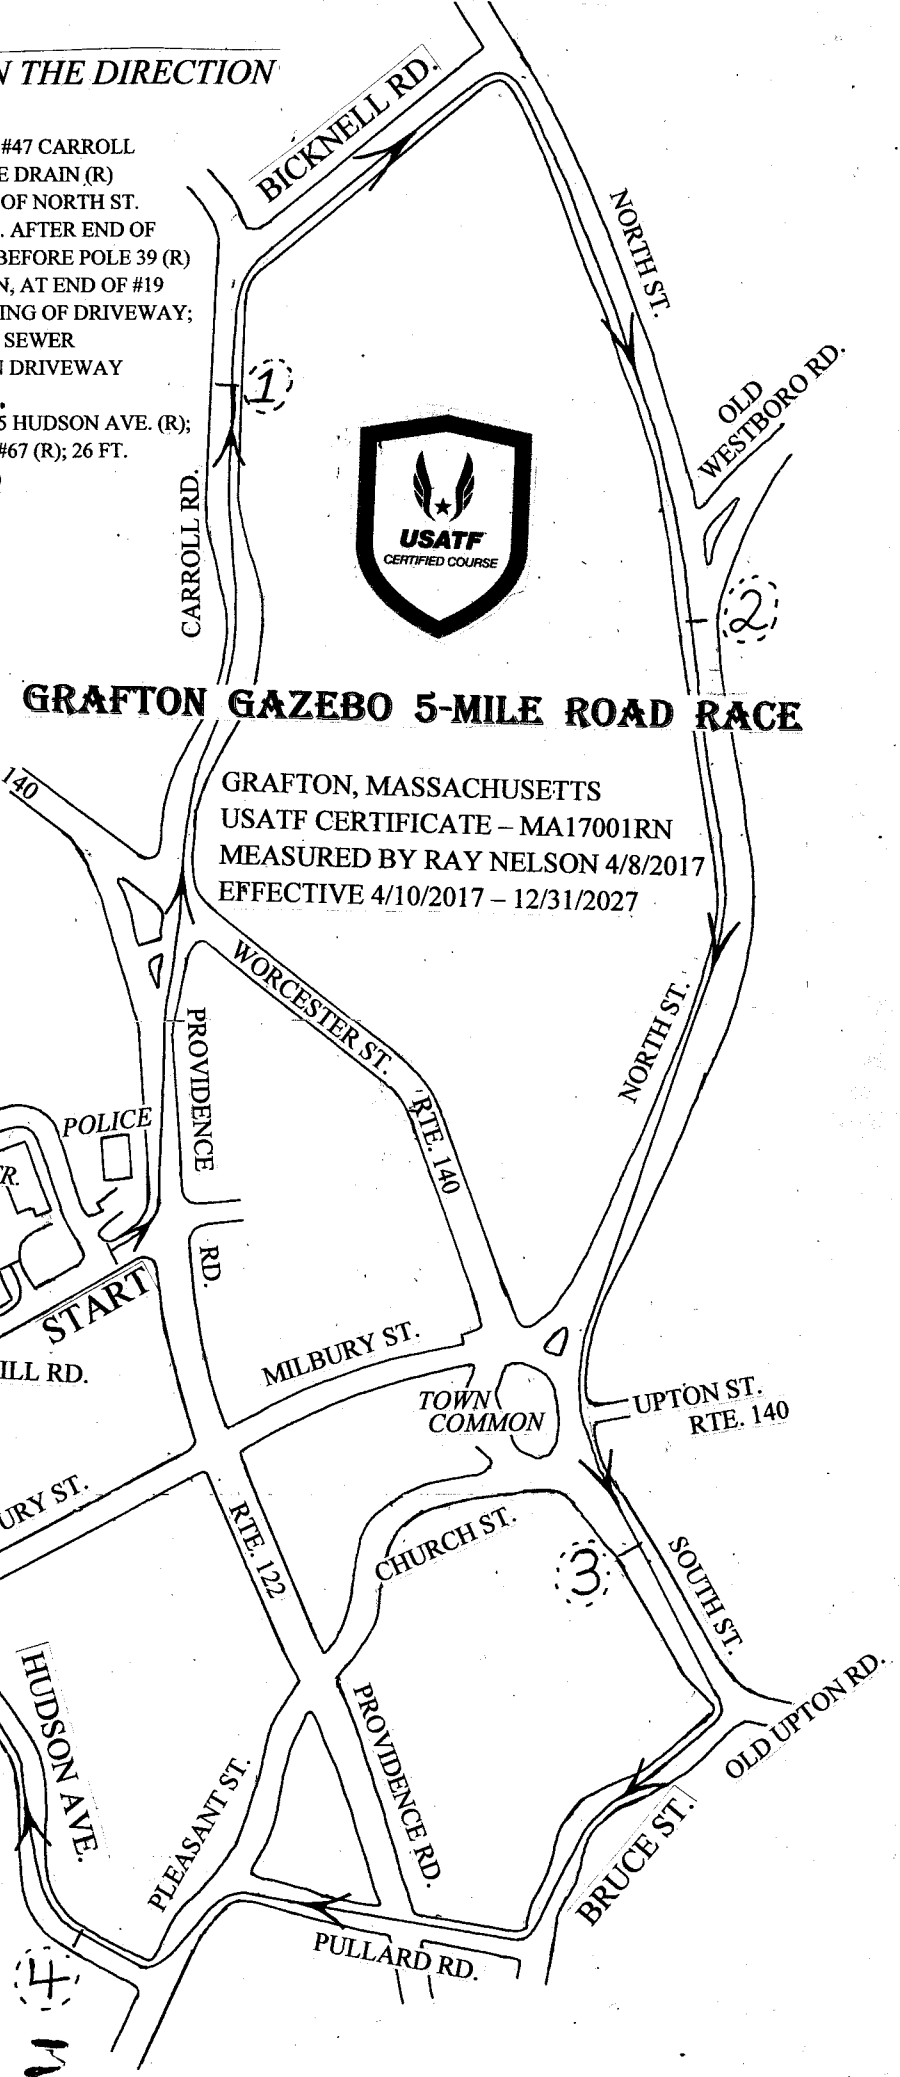 N THE DIRECTION
#47 CARROLL
E DRAIN (R)
OF NORTH ST.
. AFTER END OF
BEFORE POLE 39 (R)
N, AT END OF #19
ING OF DRIVEWAY;
SEWER
N DRIVEWAY
5 HUDSON AVE. (R);
#67 (R); 26 FT.
)
BICKNELL RD.
NORTH ST.
OLD
WESTBORO RD.
1
CARROLL RD.
USATF
CERTIFIED COURSE
2
GRAFTON GAZEBO 5-MILE ROAD RACE
140
GRAFTON, MASSACHUSETTS
USATF CERTIFICATE – MA17001RN
MEASURED BY RAY NELSON 4/8/2017
EFFECTIVE 4/10/2017 – 12/31/2027
WORCESTER ST.
RTE. 140
NORTH ST.
PROVIDENCE
RD.
POLICE
R.
START
ILL RD.
MILBURY ST.
TOWN
COMMON
UPTON ST.
RTE. 140
URY ST.
RTE. 122
CHURCH ST.
3
SOUTH ST.
OLD UPTON RD.
HUDSON AVE.
PLEASANT ST.
PROVIDENCE RD.
BRUCE ST.
PULLARD RD.
4